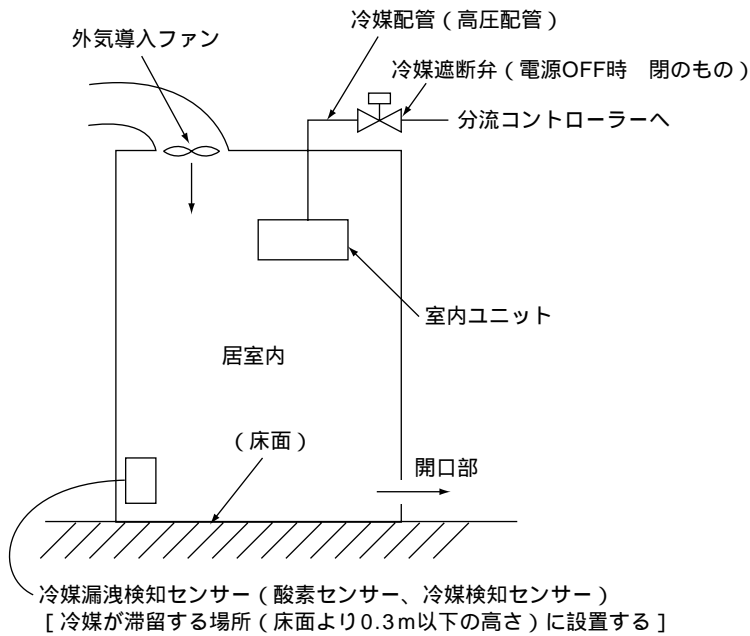 冷媒配管（高圧配管）
外気導入ファン
冷媒遮断弁（電源OFF時　閉のもの）
分流コントローラーへ
室内ユニット
居室内
（床面）
開口部
冷媒漏洩検知センサー（酸素センサー、冷媒検知センサー）
［冷媒が滞留する場所（床面より0.3m以下の高さ）に設置する］